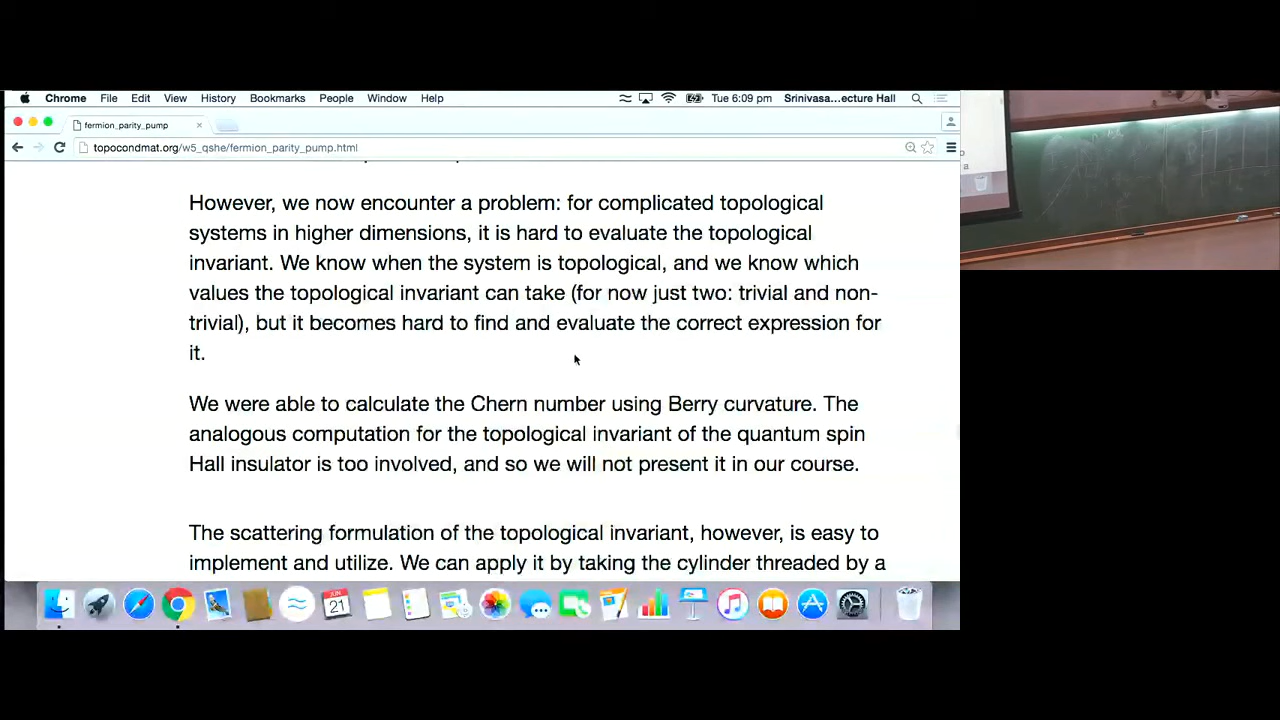 Chrome File Edit View History Bookmarks People Window Help Tue 6:09 pm Srinivasa...ecture Hall
fermion_parity_pump
topocondmat.org/w5_qshe/fermion_parity_pump.html
However, we now encounter a problem: for complicated topological
systems in higher dimensions, it is hard to evaluate the topological
invariant. We know when the system is topological, and we know which
values the topological invariant can take (for now just two: trivial and non-
trivial), but it becomes hard to find and evaluate the correct expression for
it.
We were able to calculate the Chern number using Berry curvature. The
analogous computation for the topological invariant of the quantum spin
Hall insulator is too involved, and so we will not present it in our course.
The scattering formulation of the topological invariant, however, is easy to
implement and utilize. We can apply it by taking the cylinder threaded by a
JUN
21